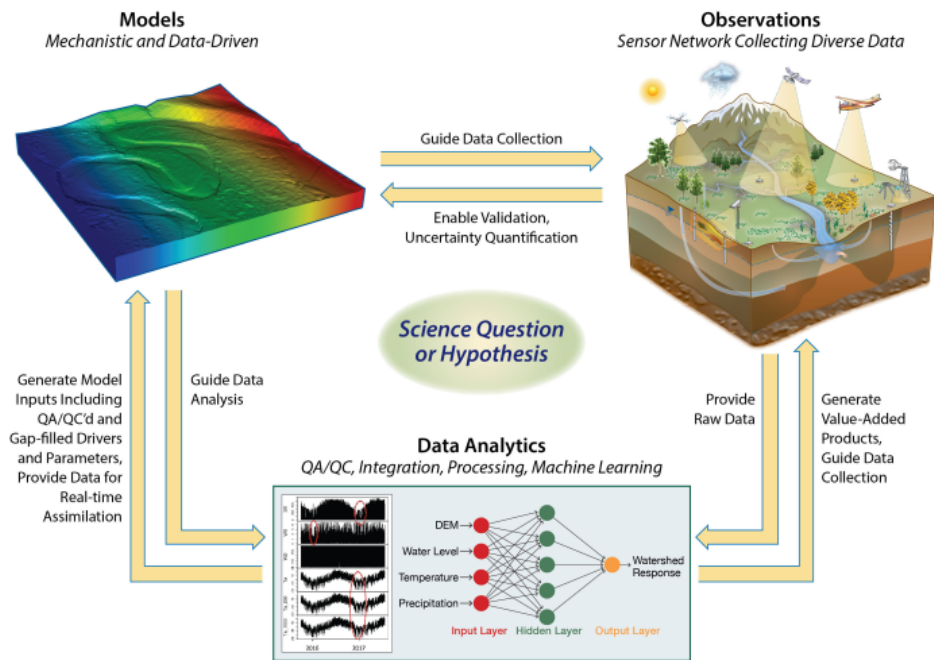 Models
Mechanistic and Data-Driven
Observations
Sensor Network Collecting Diverse Data
Guide Data Collection
Enable Validation,
Uncertainty Quantification
Science Question
or Hypothesis
Generate Model
Inputs Including
QA/QC’d and
Gap-filled Drivers
and Parameters,
Provide Data for
Real-time
Assimilation
Guide Data
Analysis
Provide
Raw Data
Generate
Value-Added
Products,
Guide Data
Collection
Data Analytics
QA/QC, Integration, Processing, Machine Learning
DEM
Water Level
Temperature
Precipitation
Watershed
Response
Input Layer
Hidden Layer
Output Layer
2016
2017